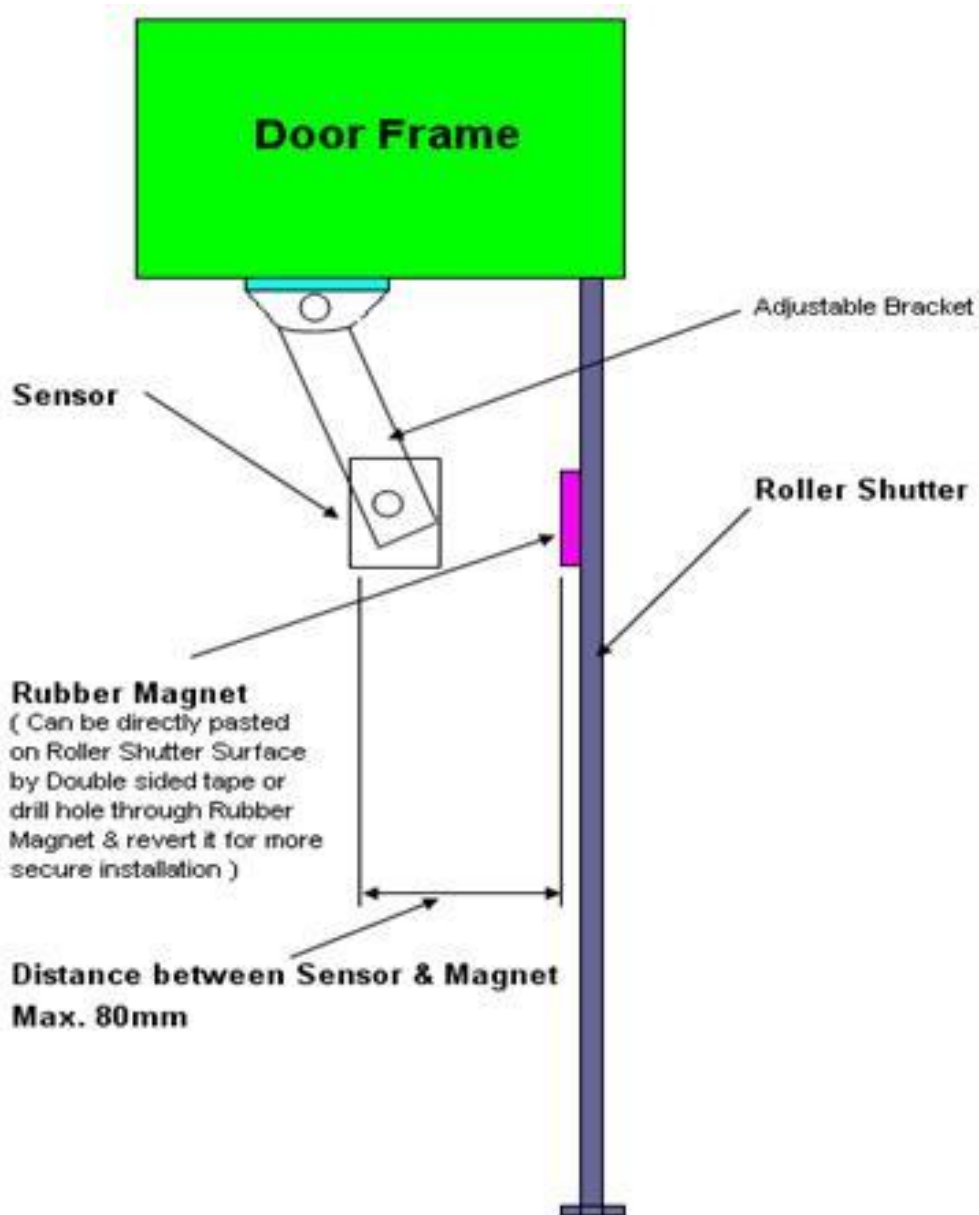 Door Frame
Adjustable Bracket
Sensor
Roller Shutter
Rubber Magnet
( Can be directly pasted
on Roller Shutter Surface
by Double sided tape or
drill hole through Rubber
Magnet & revert it for more
secure installation )
Distance between Sensor & Magnet
Max. 80mm